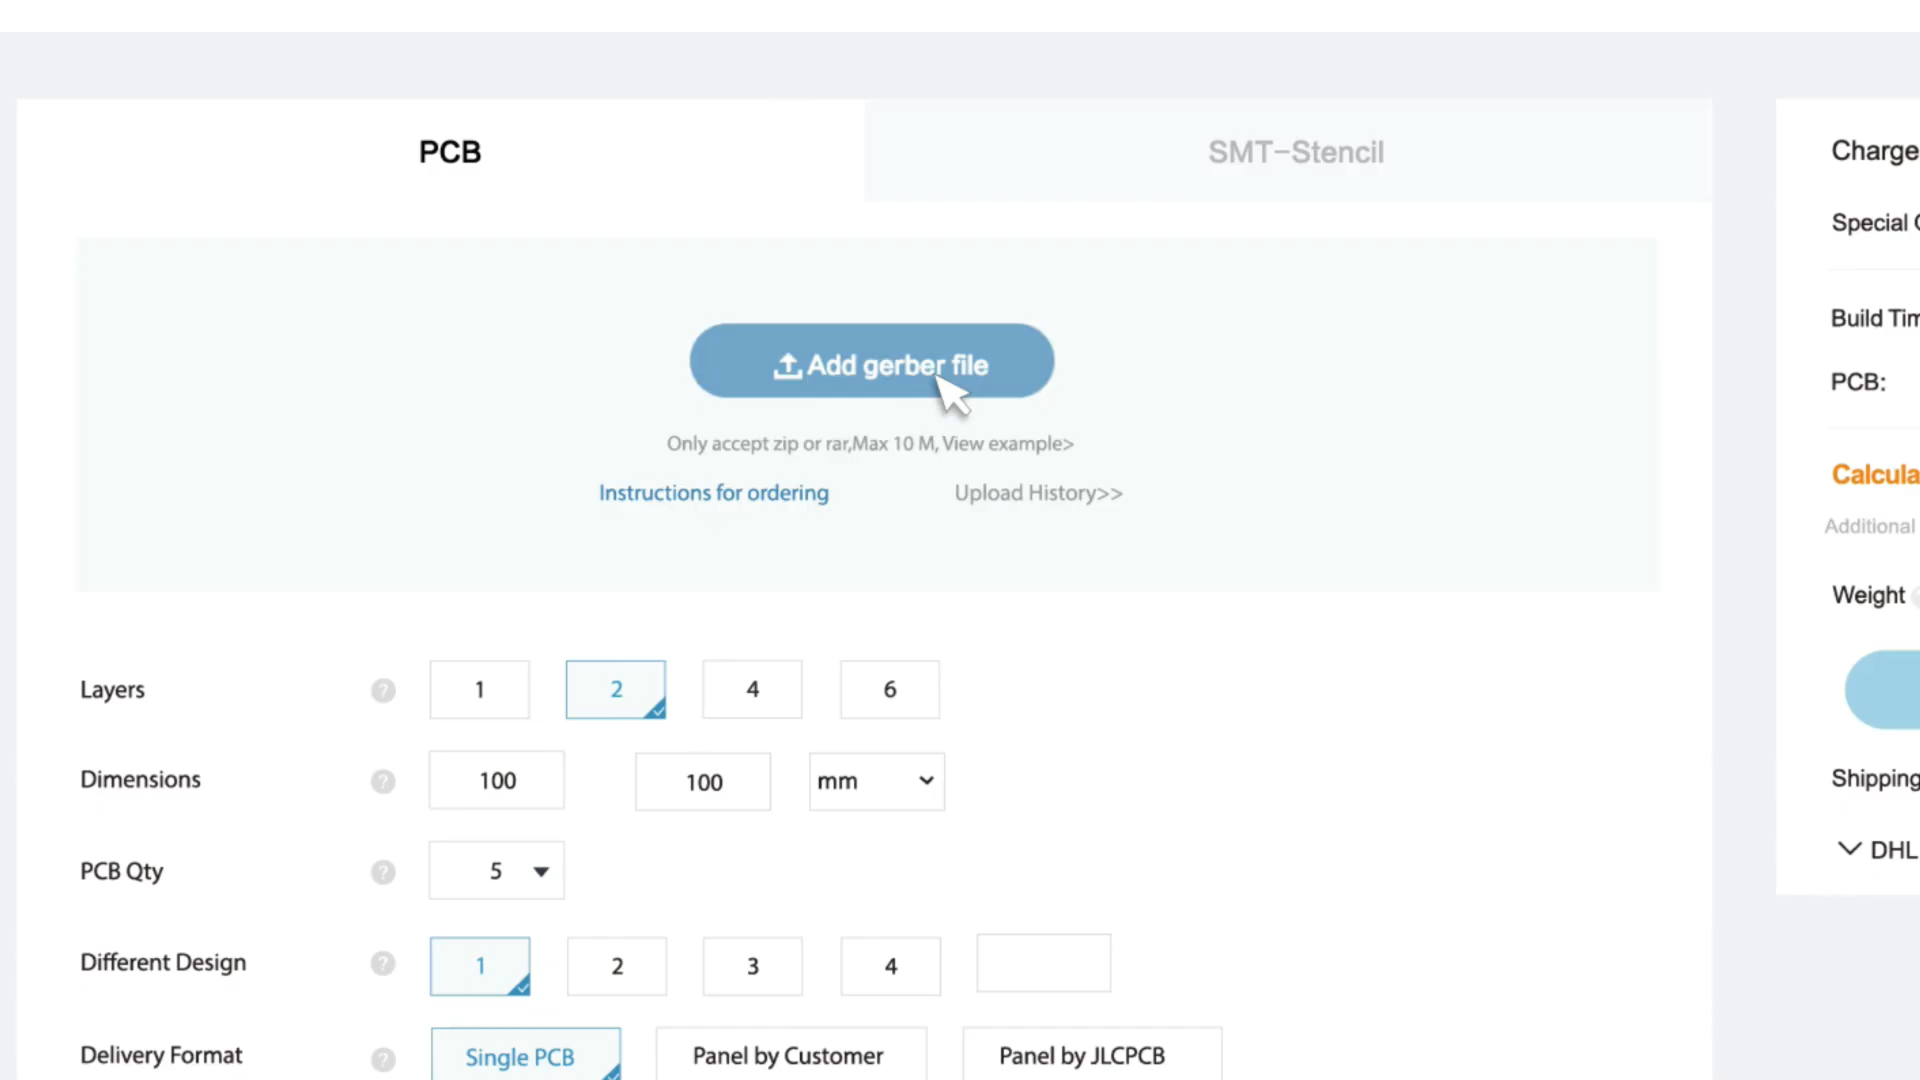 PCB
SMT-Stencil
Add gerber file
Only accept zip or rar,Max 10 M, View example>
Instructions for ordering
Upload History>>
Layers ? 1 2 4 6
Dimensions ? 100 100 mm
PCB Qty ? 5
Different Design ? 1 2 3 4
Delivery Format ? Single PCB Panel by Customer Panel by JLCPCB
Charge
Special
Build Tim
PCB:
Calcula
Additional
Weight
Shipping
DHL